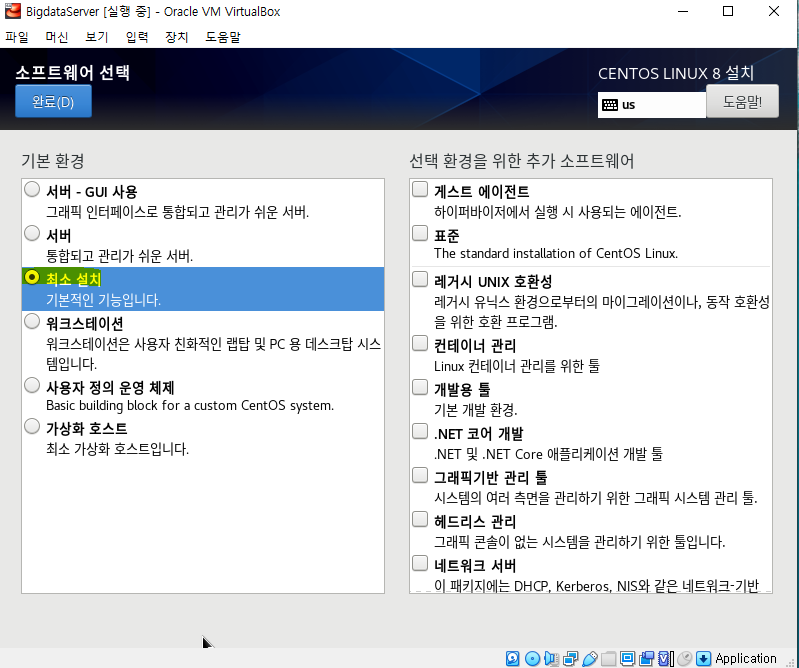 BigdataServer [실행 중] - Oracle VM VirtualBox
파일 머신 보기 입력 장치 도움말
소프트웨어 선택
완료(D)
CENTOS LINUX 8 설치
us
도움말!
기본 환경
서버 - GUI 사용
그래픽 인터페이스로 통합되고 관리가 쉬운 서버.
서버
통합되고 관리가 쉬운 서버.
최소 설치
기본적인 기능입니다.
워크스테이션
워크스테이션은 사용자 친화적인 랩탑 및 PC 용 데스크탑 시스
템입니다.
사용자 정의 운영 체제
Basic building block for a custom CentOS system.
가상화 호스트
최소 가상화 호스트입니다.
선택 환경을 위한 추가 소프트웨어
게스트 에이전트
하이퍼바이저에서 실행 시 사용되는 에이전트.
표준
The standard installation of CentOS Linux.
레거시 UNIX 호환성
레거시 유닉스 환경으로부터의 마이그레이션이나, 동작 호환성
을 위한 호환 프로그램.
컨테이너 관리
Linux 컨테이너 관리를 위한 툴
개발용 툴
기본 개발 환경.
.NET 코어 개발
.NET 및 .NET Core 애플리케이션 개발 툴
그래픽기반 관리 툴
시스템의 여러 측면을 관리하기 위한 그래픽 시스템 관리 툴.
헤드리스 관리
그래픽 콘솔이 없는 시스템을 관리하기 위한 툴입니다.
네트워크 서버
이 패키지에는 DHCP, Kerberos, NIS와 같은 네트워크-기반
Application